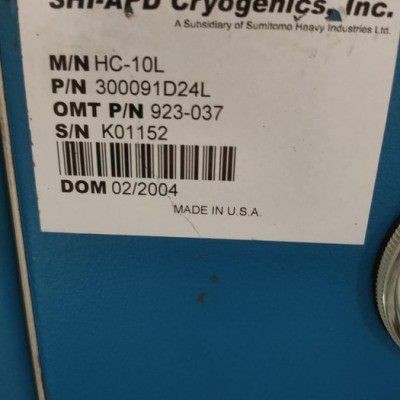 SHI-APD Cryogenics, Inc.
A Subsidiary of Sumitomo Heavy Industries Ltd.
M/N HC-10L
P/N 300091D24L
OMT P/N 923-037
S/N K01152
DOM 02/2004
MADE IN U.S.A.